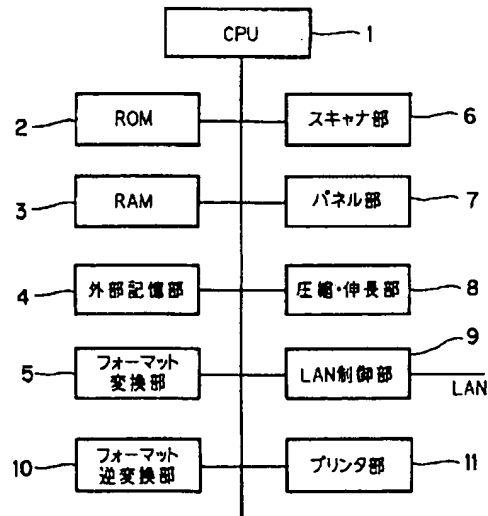 CPU
1
2
ROM
スキャナ部
6
3
RAM
パネル部
7
4
外部記憶部
圧縮・伸長部
8
9
5
フォーマット
変換部
LAN制御部
LAN
10
フォーマット
逆変換部
プリンタ部
11